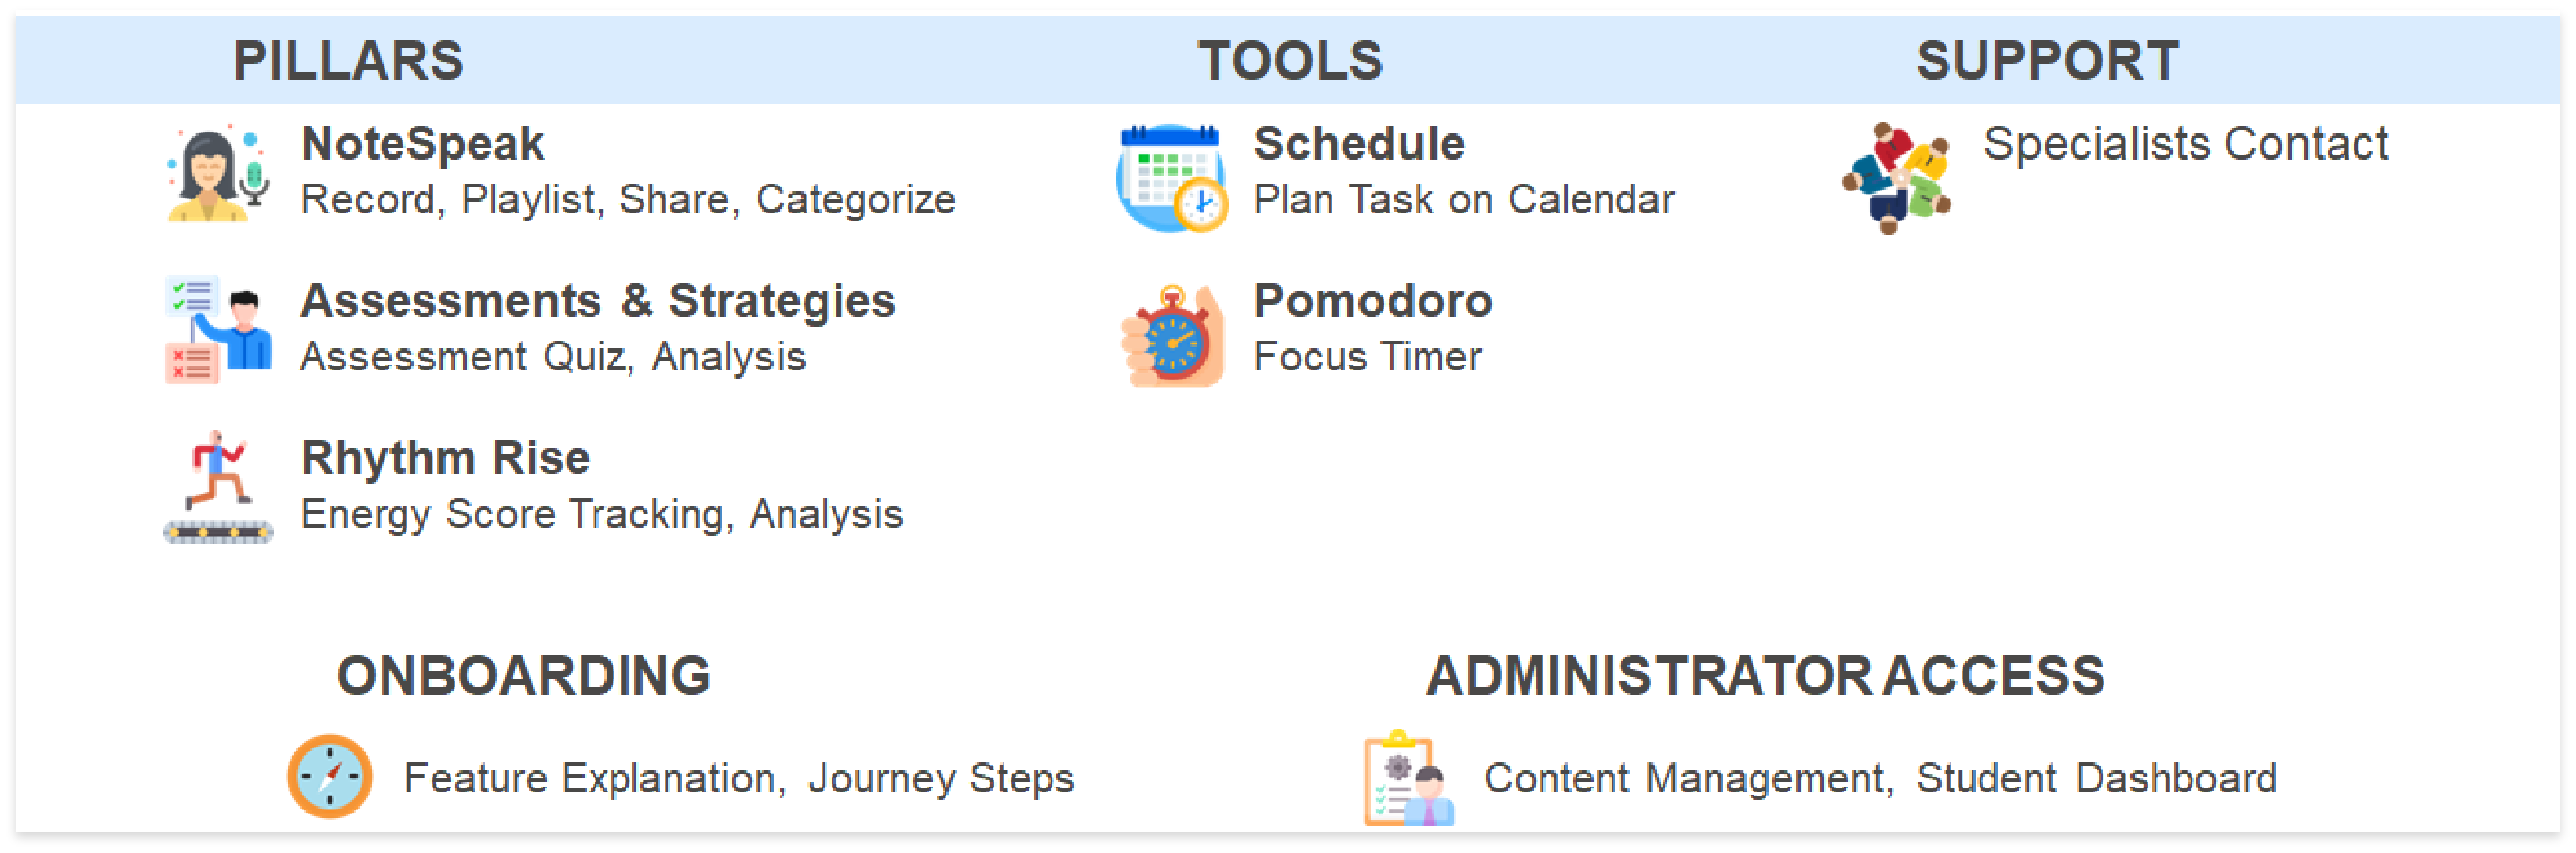 PILLARS
TOOLS
SUPPORT
NoteSpeak
Record, Playlist, Share, Categorize
Assessments & Strategies
Assessment Quiz, Analysis
Rhythm Rise
Energy Score Tracking, Analysis
Schedule
Plan Task on Calendar
Pomodoro
Focus Timer
Specialists Contact
ONBOARDING
Feature Explanation, Journey Steps
ADMINISTRATOR ACCESS
Content Management, Student Dashboard